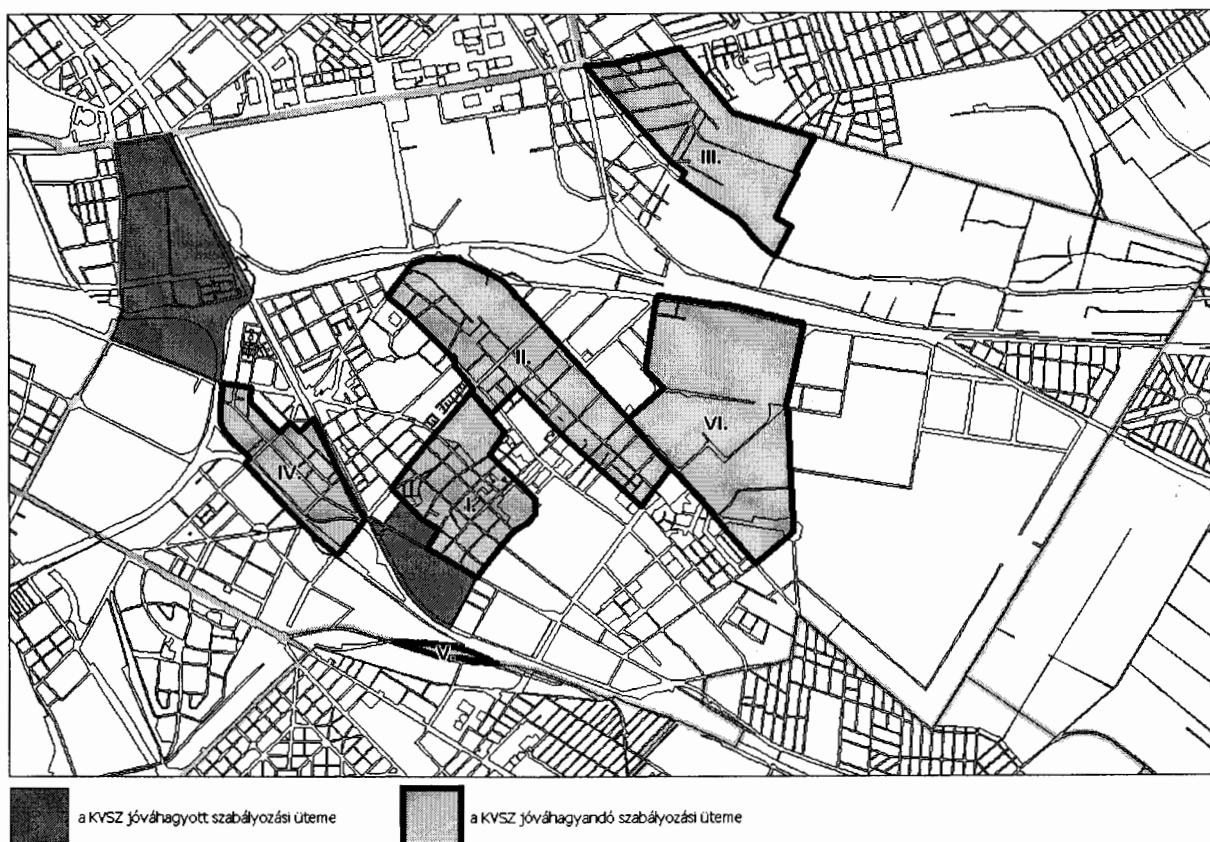 III.
II.
VI.
IV.
I.
V.
a KVSZ jóváhagyott szabályozási üteme
a KVSZ jóváhagyandó szabályozási üteme